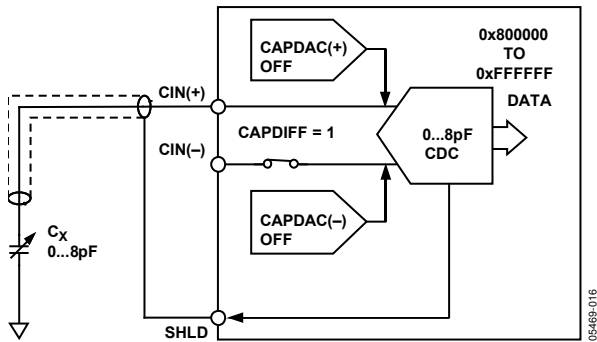 CAPDAC(+)
OFF
0x800000
TO
0xFFFFFF
DATA
CIN(+)
CAPDIFF = 1
0...8pF
CDC
CIN(–)
CAPDAC(–)
OFF
CX
0...8pF
SHLD
05469-016